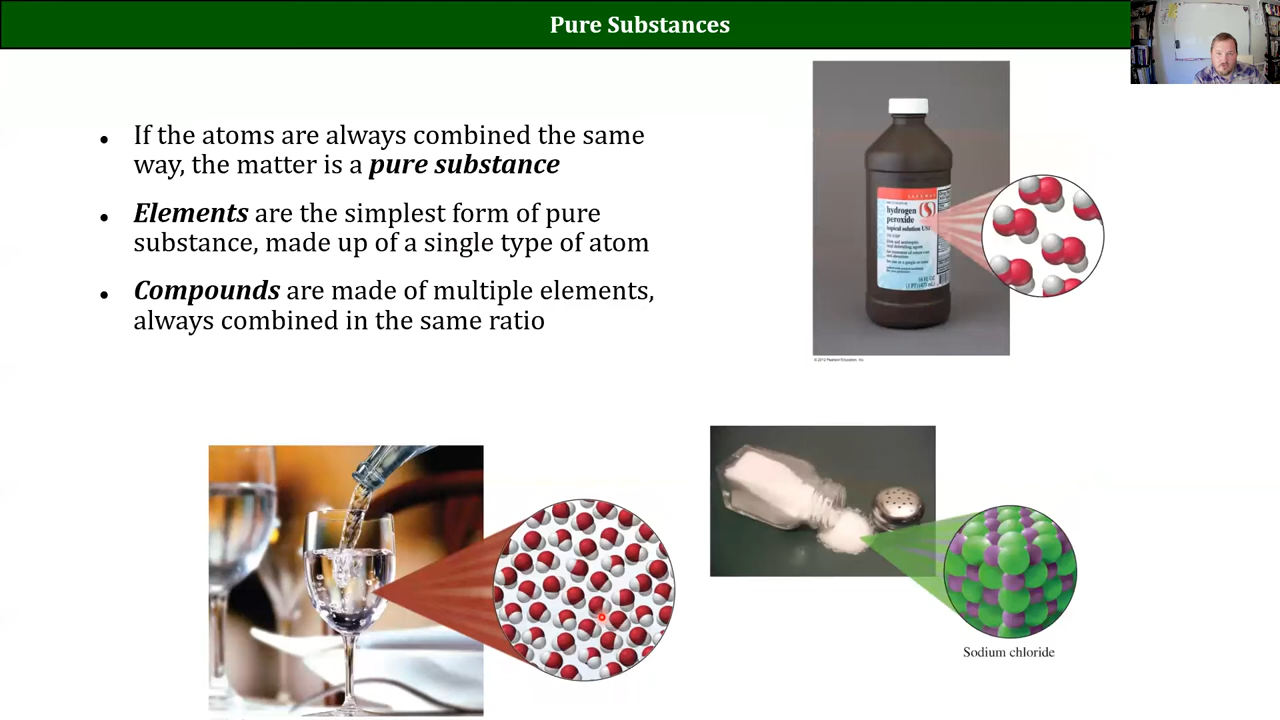 Pure Substances
If the atoms are always combined the same
way, the matter is a pure substance
Elements are the simplest form of pure
substance, made up of a single type of atom
Compounds are made of multiple elements,
always combined in the same ratio
hydrogen
peroxide
topical solution USP
Sodium chloride